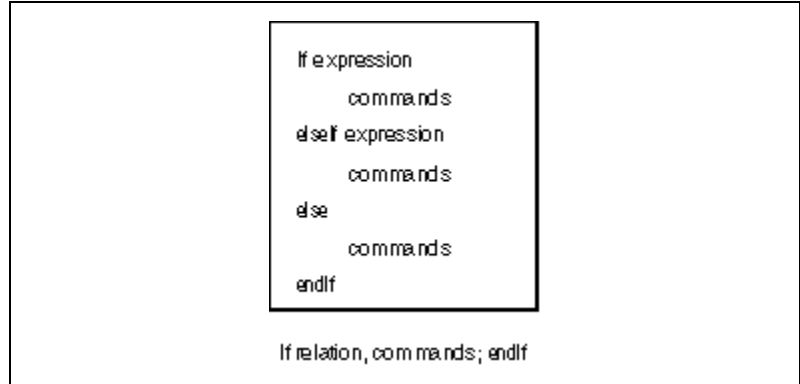 If expression
commands
elseIf expression
commands
else
commands
endIf
If relation, commands; endIf